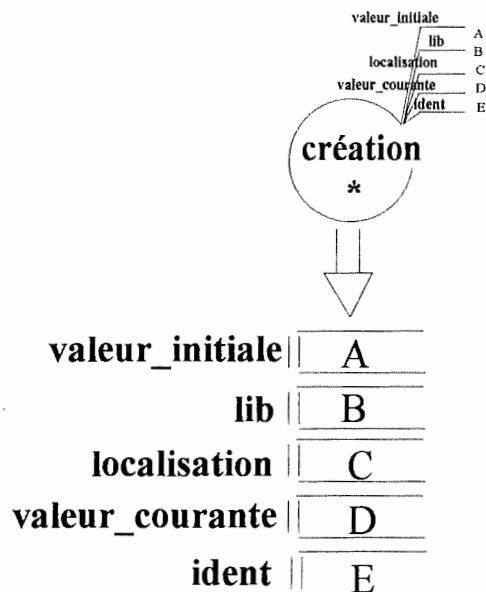 valeur_initiale A
lib B
localisation C
valeur_courante D
ident E
création
*
valeur_initiale A
lib B
localisation C
valeur_courante D
ident E